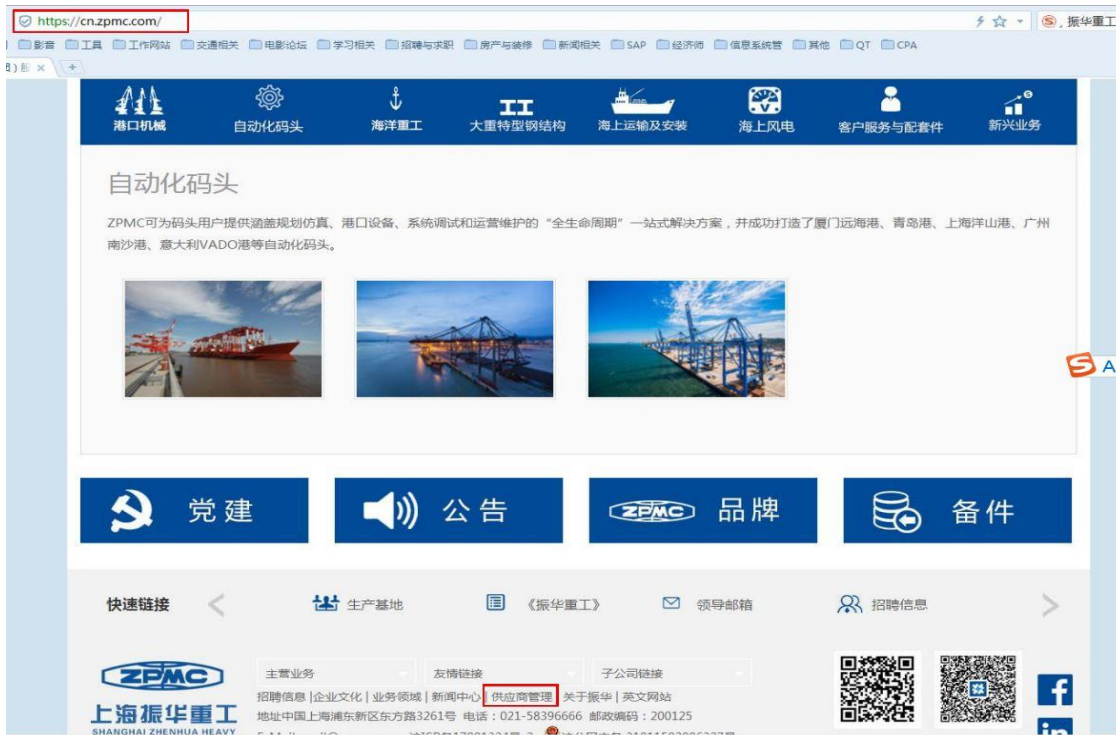 https://cn.zpmc.com/
振华重工
影音 工具 工作网站 交通相关 电影论坛 学习相关 招聘与求职 房产与装修 新闻相关 SAP 经济师 信息系统管 其他 QT CPA
港口机械 自动化码头 海洋重工 大重特型钢结构 海上运输及安装 海上风电 客户服务与配套件 新兴业务
自动化码头
ZPMC可为码头用户提供涵盖规划仿真、港口设备、系统调试和运营维护的“全生命周期”一站式解决方案，并成功打造了厦门远海港、青岛港、上海洋山港、广州
南沙港、意大利VADO港等自动化码头。
党建 公告 ZPMC 品牌 备件
快速链接 生产基地 《振华重工》 领导邮箱 招聘信息
ZPMC
上海振华重工
SHANGHAI ZHENHUA HEAVY
主营业务 友情链接 子公司链接
招聘信息|企业文化|业务领域|新闻中心|供应商管理|关于振华|英文网站
地址中国上海浦东新区东方路3261号 电话：021-58396666 邮政编码：200125